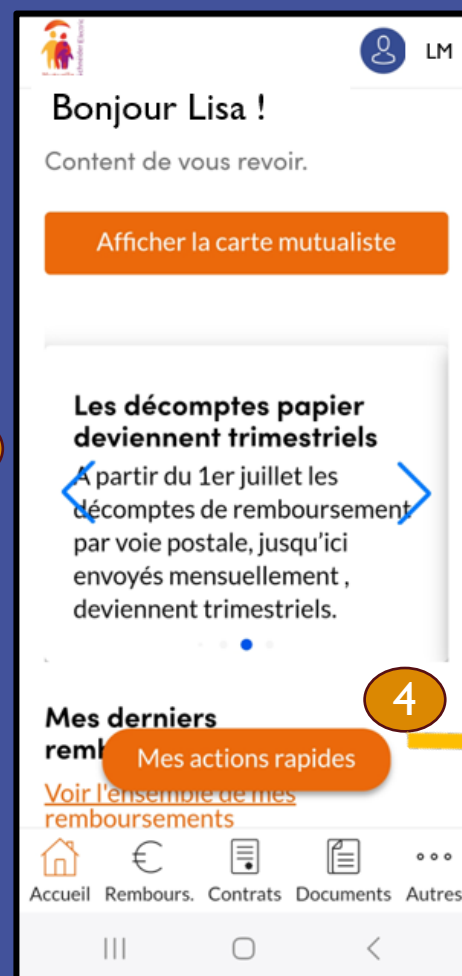 LM
Bonjour Lisa !
Content de vous revoir.
Afficher la carte mutualiste
Les décomptes papier
deviennent trimestriels
A partir du 1er juillet les
décomptes de remboursement
par voie postale, jusqu'ici
envoyés mensuellement ,
deviennent trimestriels.
4
Mes derniers
Mes actions rapides
Voir l'ensemble de mes
remboursements
Accueil Rembours. Contrats Documents Autres